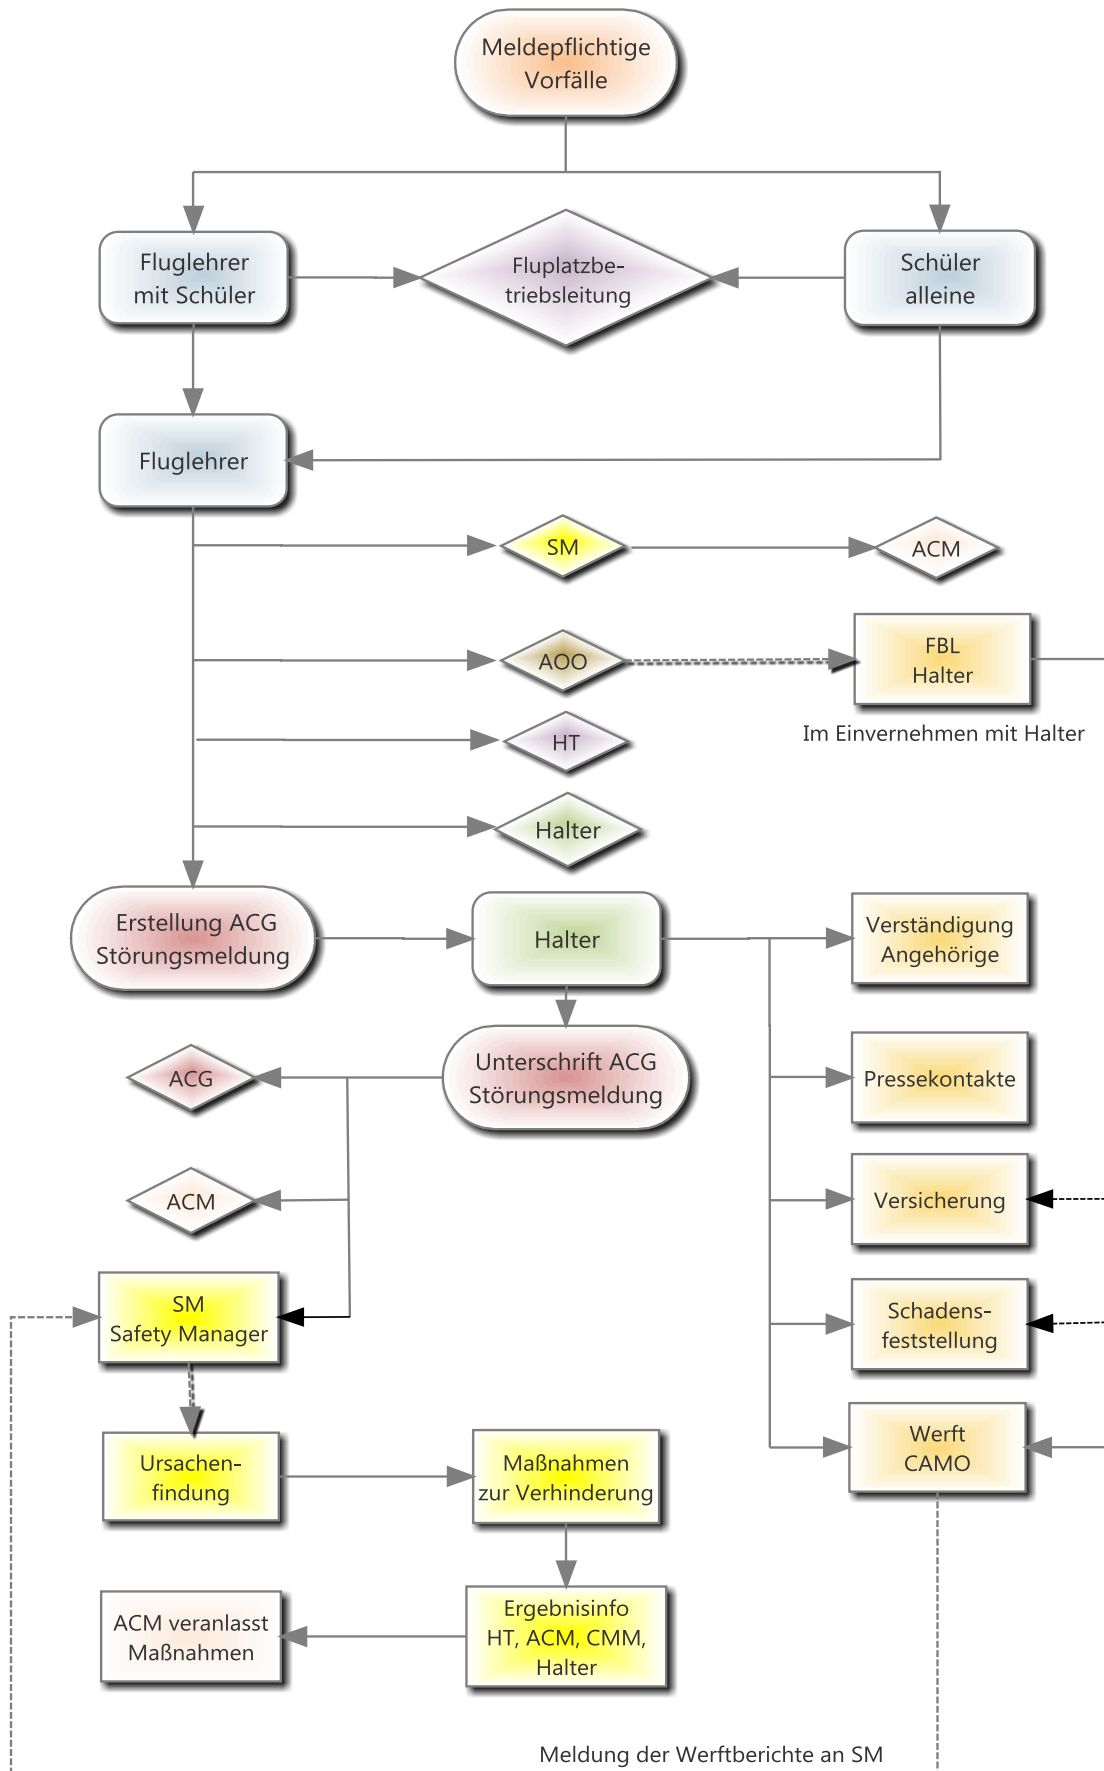 Meldepflichtige
Vorfälle
Fluglehrer
mit Schüler
Fluplatzbe-
triebsleitung
Schüler
alleine
Fluglehrer
SM
ACM
AOO
FBL
Halter
Im Einvernehmen mit Halter
HT
Halter
Erstellung ACG
Störungsmeldung
Halter
Verständigung
Angehörige
Unterschrift ACG
Störungsmeldung
ACG
Pressekontakte
ACM
Versicherung
SM
Safety Manager
Schadens-
feststellung
Ursachen-
findung
Maßnahmen
zur Verhinderung
Werft
CAMO
ACM veranlasst
Maßnahmen
Ergebnisinfo
HT, ACM, CMM,
Halter
Meldung der Werftberichte an SM